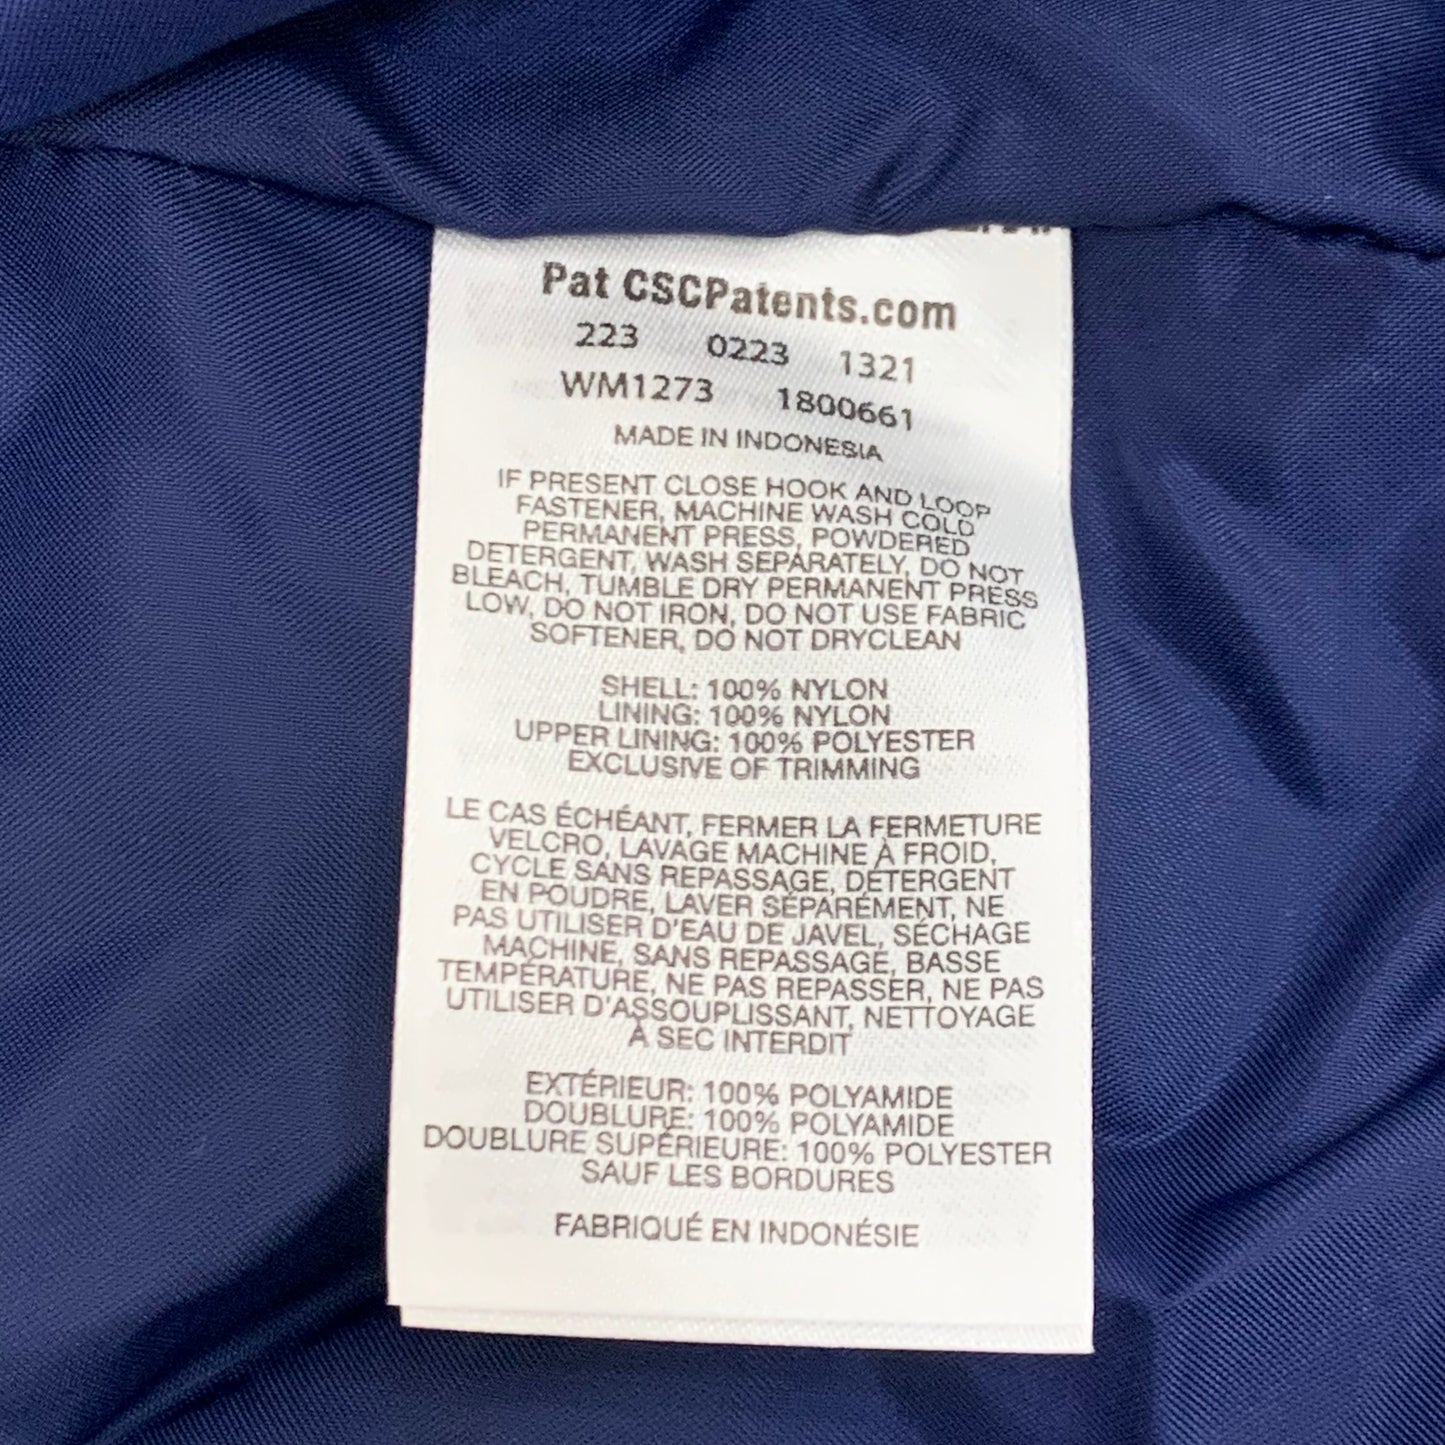 Pat CSCPatents.com
223 0223 1321
WM1273 1800661
MADE IN INDONESIA
IF PRESENT CLOSE HOOK AND LOOP
FASTENER, MACHINE WASH COLD
PERMANENT PRESS, POWDERED
DETERGENT, WASH SEPARATELY, DO NOT
BLEACH, TUMBLE DRY PERMANENT PRESS
LOW, DO NOT IRON, DO NOT USE FABRIC
SOFTENER, DO NOT DRYCLEAN
SHELL: 100% NYLON
LINING: 100% NYLON
UPPER LINING: 100% POLYESTER
EXCLUSIVE OF TRIMMING
LE CAS ÉCHÉANT, FERMER LA FERMETURE
VELCRO, LAVAGE MACHINE À FROID,
CYCLE SANS REPASSAGE, DÉTERGENT
EN POUDRE, LAVER SÉPARÉMENT, NE
PAS UTILISER D'EAU DE JAVEL, SÉCHAGE
MACHINE, SANS REPASSAGE, BASSE
TEMPÉRATURE, NE PAS REPASSER, NE PAS
UTILISER D'ASSOUPLISSANT, NETTOYAGE
À SEC INTERDIT
EXTÉRIEUR: 100% POLYAMIDE
DOUBLURE: 100% POLYAMIDE
DOUBLURE SUPÉRIEURE: 100% POLYESTER
SAUF LES BORDURES
FABRIQUÉ EN INDONÉSIE